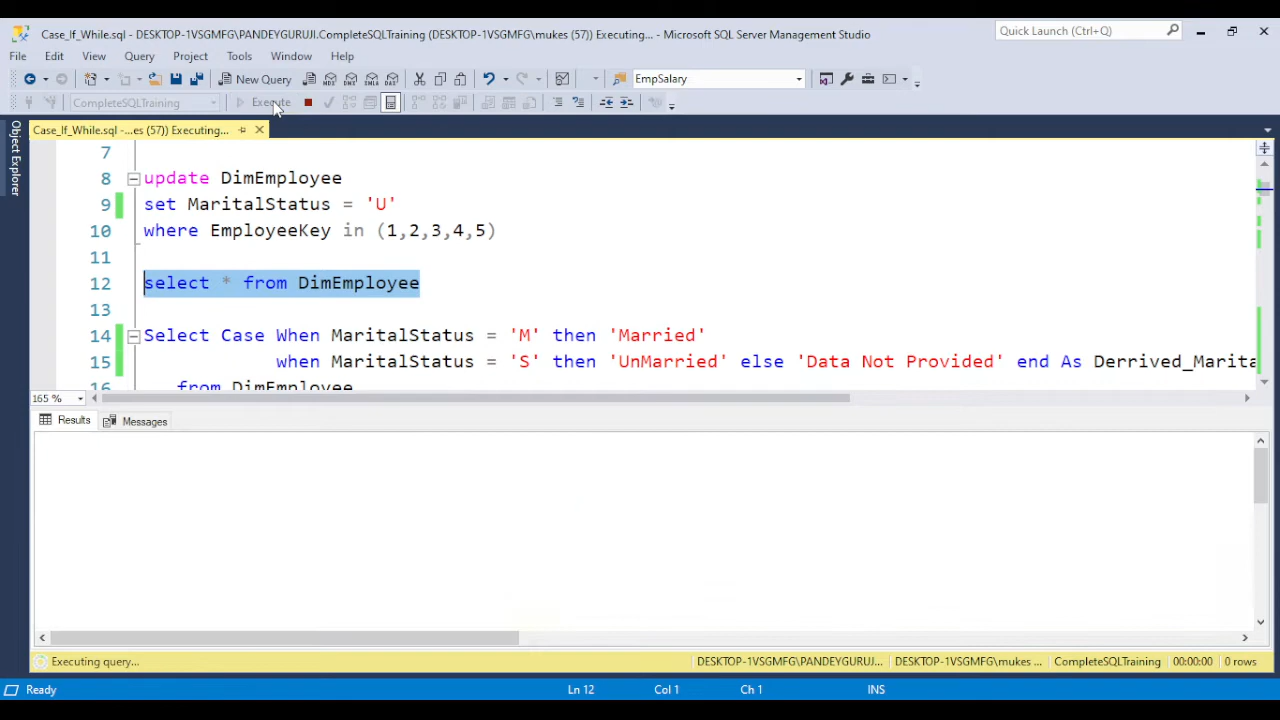 Case_If_While.sql - DESKTOP-1VSGMFG\PANDEYGURUJI.CompleteSQLTraining (DESKTOP-1VSGMFG\mukes (57)) Executing... - Microsoft SQL Server Management Studio
Quick Launch (Ctrl+Q)
File Edit View Query Project Tools Window Help
New Query EmpSalary
CompleteSQLTraining Execute
Object Explorer
Case_If_While.sql -...es (57)) Executing...
7
8 update DimEmployee
9 set MaritalStatus = 'U'
10 where EmployeeKey in (1,2,3,4,5)
11
12 select * from DimEmployee
13
14 Select Case When MaritalStatus = 'M' then 'Married'
15 when MaritalStatus = 'S' then 'UnMarried' else 'Data Not Provided' end As Derrived_Marita
16 from DimEmployee
165 %
Results Messages
Executing query... DESKTOP-1VSGMFG\PANDEYGURUJI... DESKTOP-1VSGMFG\mukes ... CompleteSQLTraining 00:00:00 0 rows
Ready Ln 12 Col 1 Ch 1 INS